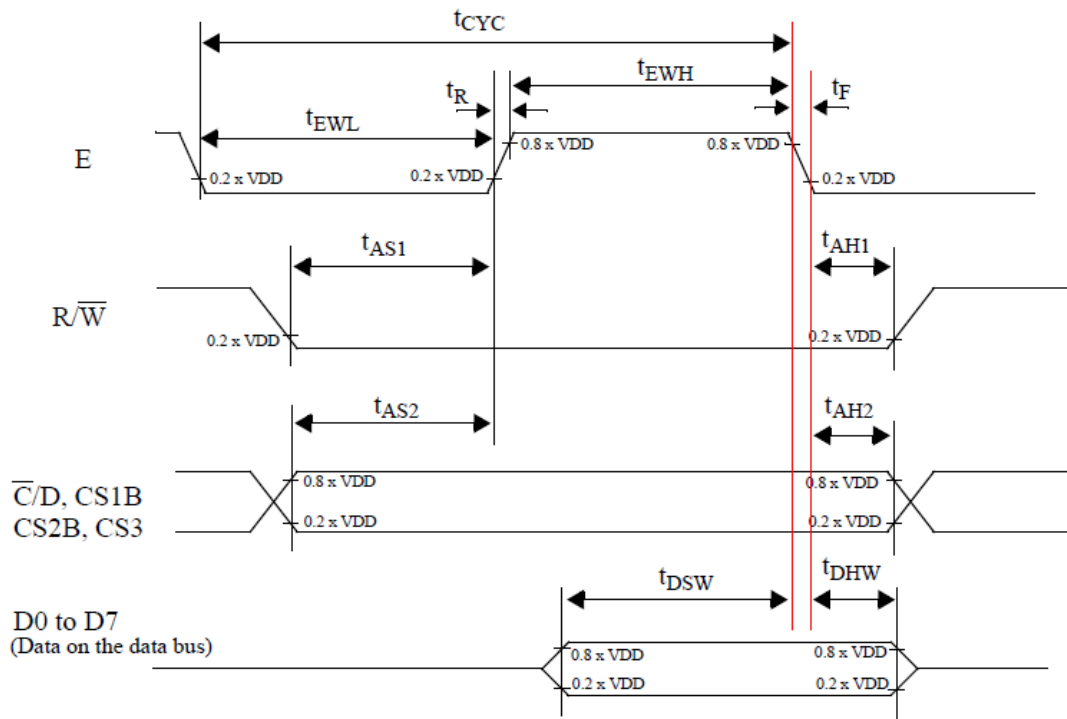 tCYC
tEWH
tR
tF
tEWL
E
0.8 x VDD
0.8 x VDD
0.2 x VDD
0.2 x VDD
0.2 x VDD
tAS1
tAH1
R/W̅
0.2 x VDD
0.2 x VDD
tAS2
tAH2
C̅/D, CS1B
CS2B, CS3
0.8 x VDD
0.8 x VDD
0.2 x VDD
0.2 x VDD
tDSW
tDHW
D0 to D7
(Data on the data bus)
0.8 x VDD
0.8 x VDD
0.2 x VDD
0.2 x VDD